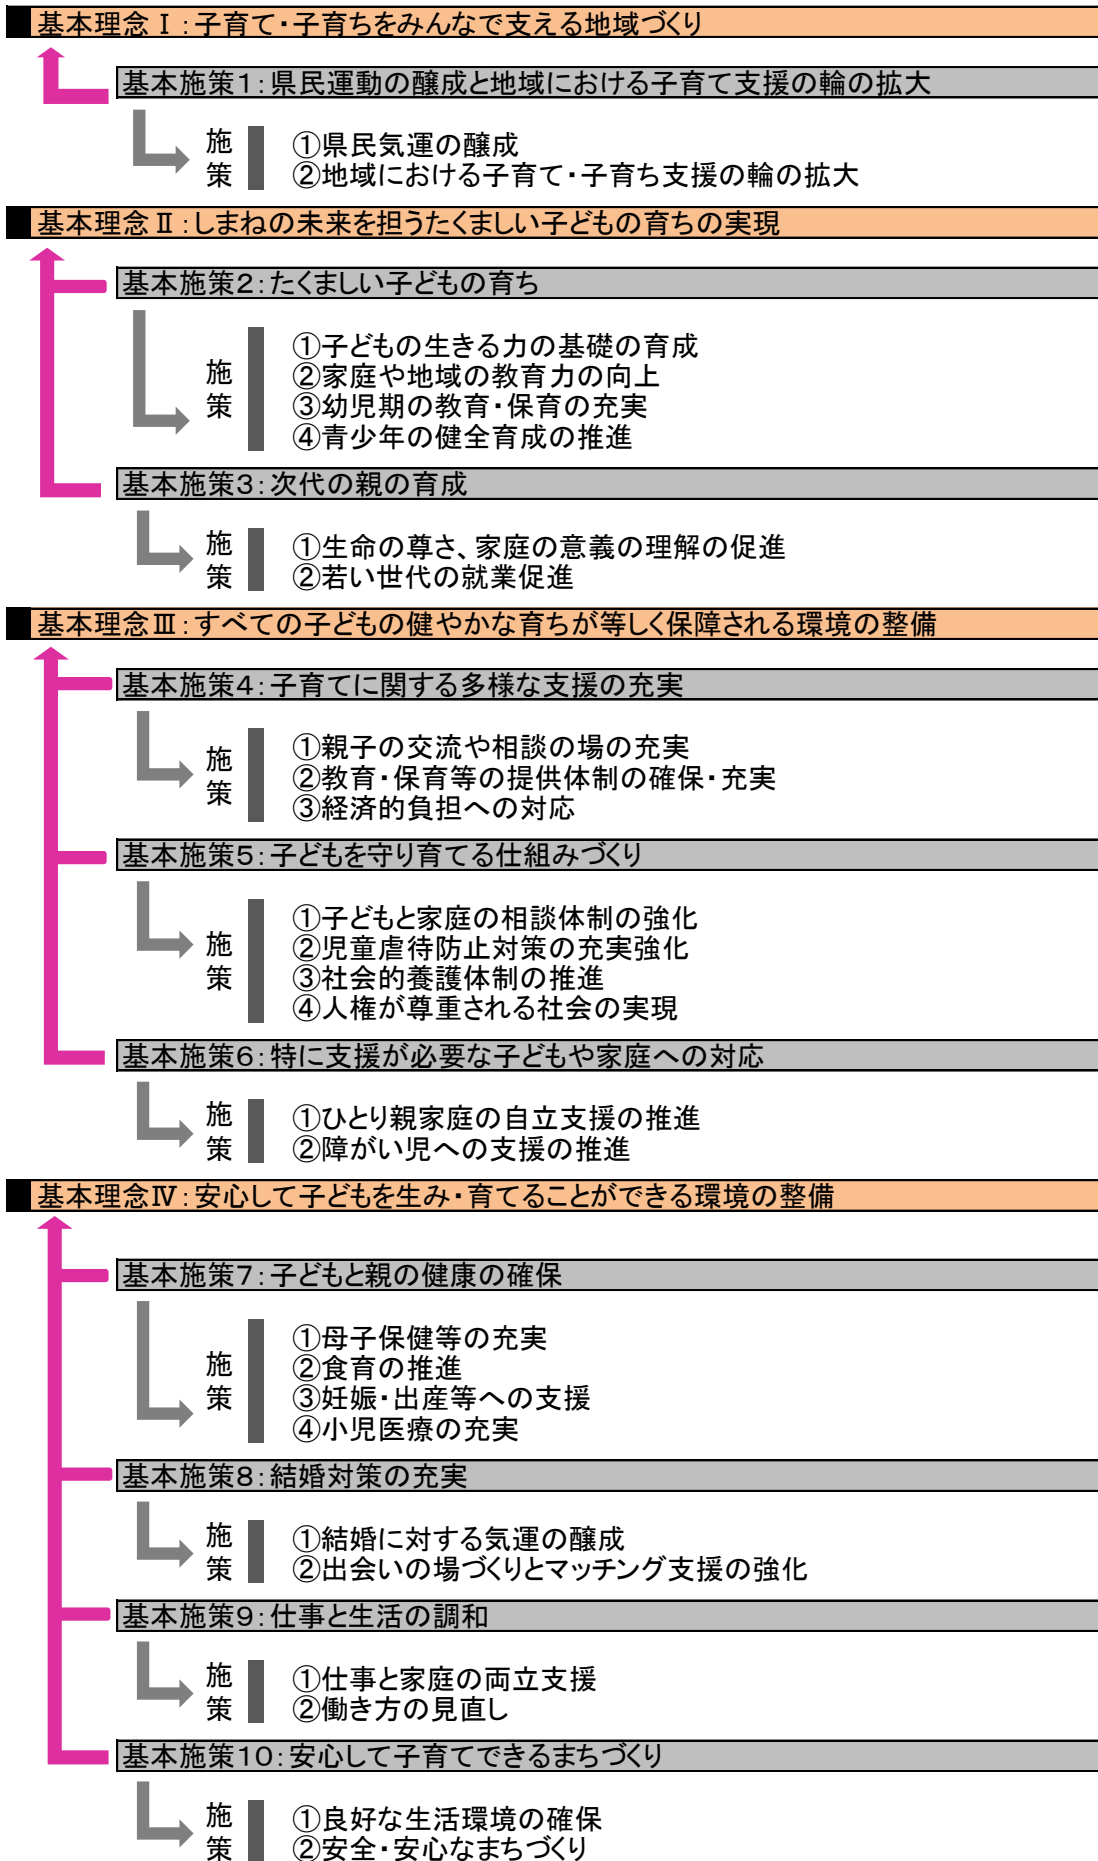 基本理念Ⅰ：子育て・子育ちをみんなで支える地域づくり
基本施策１：県民運動の醸成と地域における子育て支援の輪の拡大
施策
①県民気運の醸成
②地域における子育て・子育ち支援の輪の拡大
基本理念Ⅱ：しまねの未来を担うたくましい子どもの育ちの実現
基本施策２：たくましい子どもの育ち
施策
①子どもの生きる力の基礎の育成
②家庭や地域の教育力の向上
③幼児期の教育・保育の充実
④青少年の健全育成の推進
基本施策３：次代の親の育成
施策
①生命の尊さ、家庭の意義の理解の促進
②若い世代の就業促進
基本理念Ⅲ：すべての子どもの健やかな育ちが等しく保障される環境の整備
基本施策４：子育てに関する多様な支援の充実
施策
①親子の交流や相談の場の充実
②教育・保育等の提供体制の確保・充実
③経済的負担への対応
基本施策５：子どもを守り育てる仕組みづくり
施策
①子どもと家庭の相談体制の強化
②児童虐待防止対策の充実強化
③社会的養護体制の推進
④人権が尊重される社会の実現
基本施策６：特に支援が必要な子どもや家庭への対応
施策
①ひとり親家庭の自立支援の推進
②障がい児への支援の推進
基本理念Ⅳ：安心して子どもを生み・育てることができる環境の整備
基本施策７：子どもと親の健康の確保
施策
①母子保健等の充実
②食育の推進
③妊娠・出産等への支援
④小児医療の充実
基本施策８：結婚対策の充実
施策
①結婚に対する気運の醸成
②出会いの場づくりとマッチング支援の強化
基本施策９：仕事と生活の調和
施策
①仕事と家庭の両立支援
②働き方の見直し
基本施策１０：安心して子育てできるまちづくり
施策
①良好な生活環境の確保
②安全・安心なまちづくり